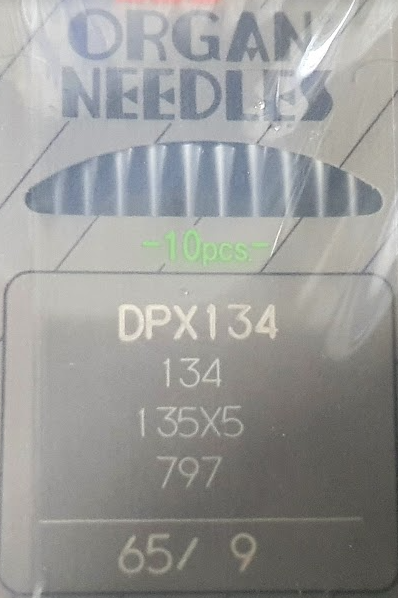 ORGAN
NEEDLES
-10pcs.-
DPX134
134
135X5
797
65/ 9